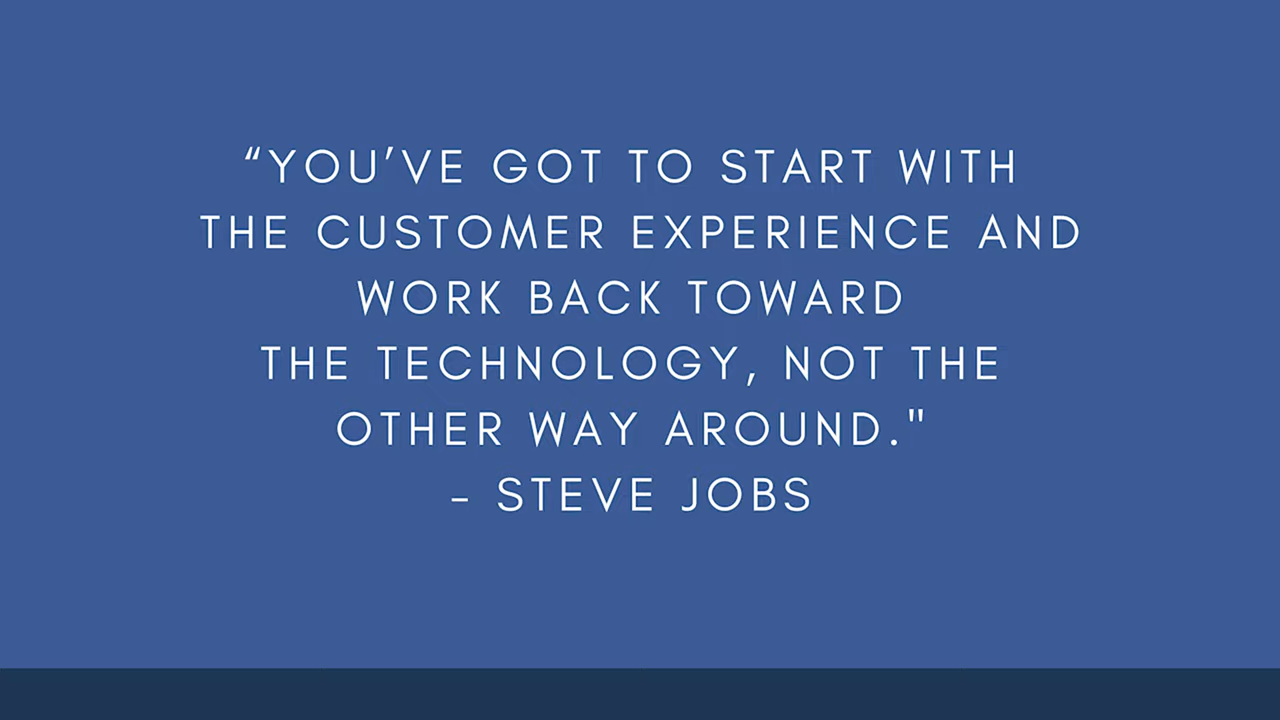 “YOU’VE GOT TO START WITH
THE CUSTOMER EXPERIENCE AND
WORK BACK TOWARD
THE TECHNOLOGY, NOT THE
OTHER WAY AROUND."
– STEVE JOBS